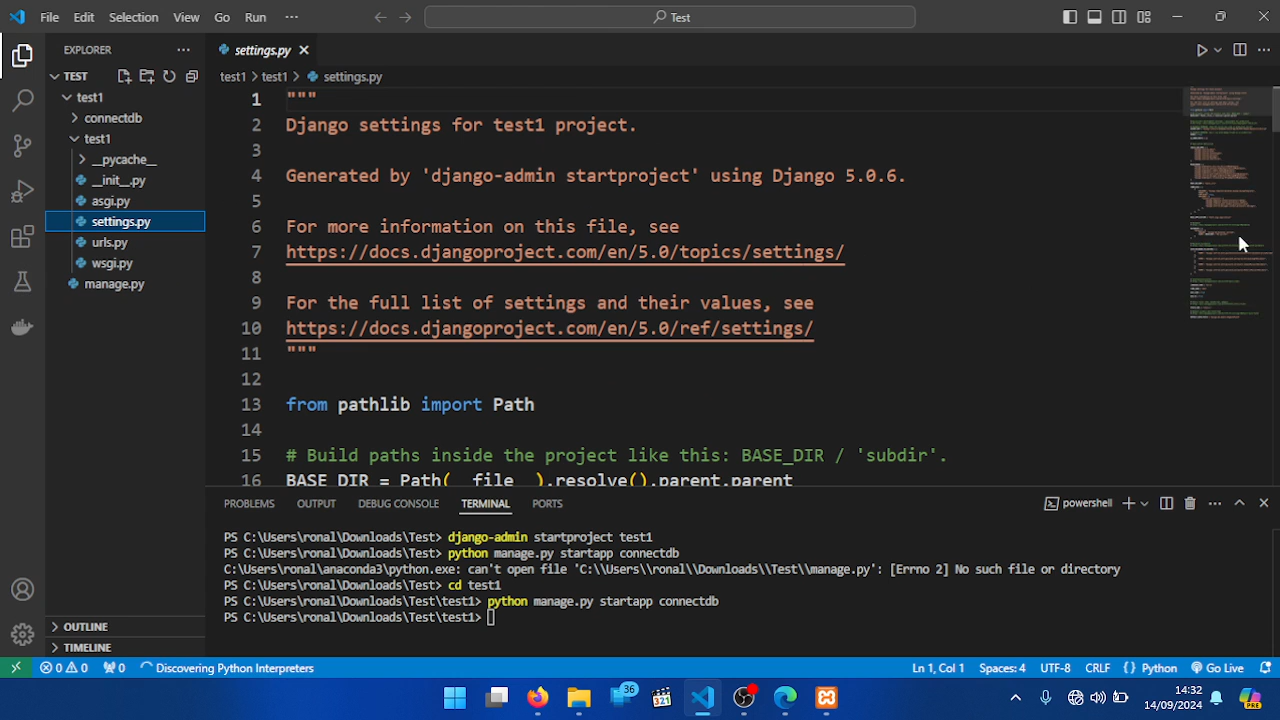 File Edit Selection View Go Run ··· Test
EXPLORER
TEST
test1
connectdb
test1
__pycache__
__init__.py
asgi.py
settings.py
urls.py
wsgi.py
manage.py
OUTLINE
TIMELINE
settings.py
test1 > test1 > settings.py
1 """
2 Django settings for test1 project.
3
4 Generated by 'django-admin startproject' using Django 5.0.6.
5
6 For more information on this file, see
7 https://docs.djangoproject.com/en/5.0/topics/settings/
8
9 For the full list of settings and their values, see
10 https://docs.djangoproject.com/en/5.0/ref/settings/
11 """
12
13 from pathlib import Path
14
15 # Build paths inside the project like this: BASE_DIR / 'subdir'.
16 BASE_DIR = Path(__file__).resolve().parent.parent
PROBLEMS OUTPUT DEBUG CONSOLE TERMINAL PORTS powershell
PS C:\Users\ronal\Downloads\Test> django-admin startproject test1
PS C:\Users\ronal\Downloads\Test> python manage.py startapp connectdb
C:\Users\ronal\anaconda3\python.exe: can't open file 'C:\\Users\\ronal\\Downloads\\Test\\manage.py': [Errno 2] No such file or directory
PS C:\Users\ronal\Downloads\Test> cd test1
PS C:\Users\ronal\Downloads\Test\test1> python manage.py startapp connectdb
PS C:\Users\ronal\Downloads\Test\test1>
0 0 0 Discovering Python Interpreters Ln 1, Col 1 Spaces: 4 UTF-8 CRLF {} Python Go Live
36
321
14:32
14/09/2024
PRE